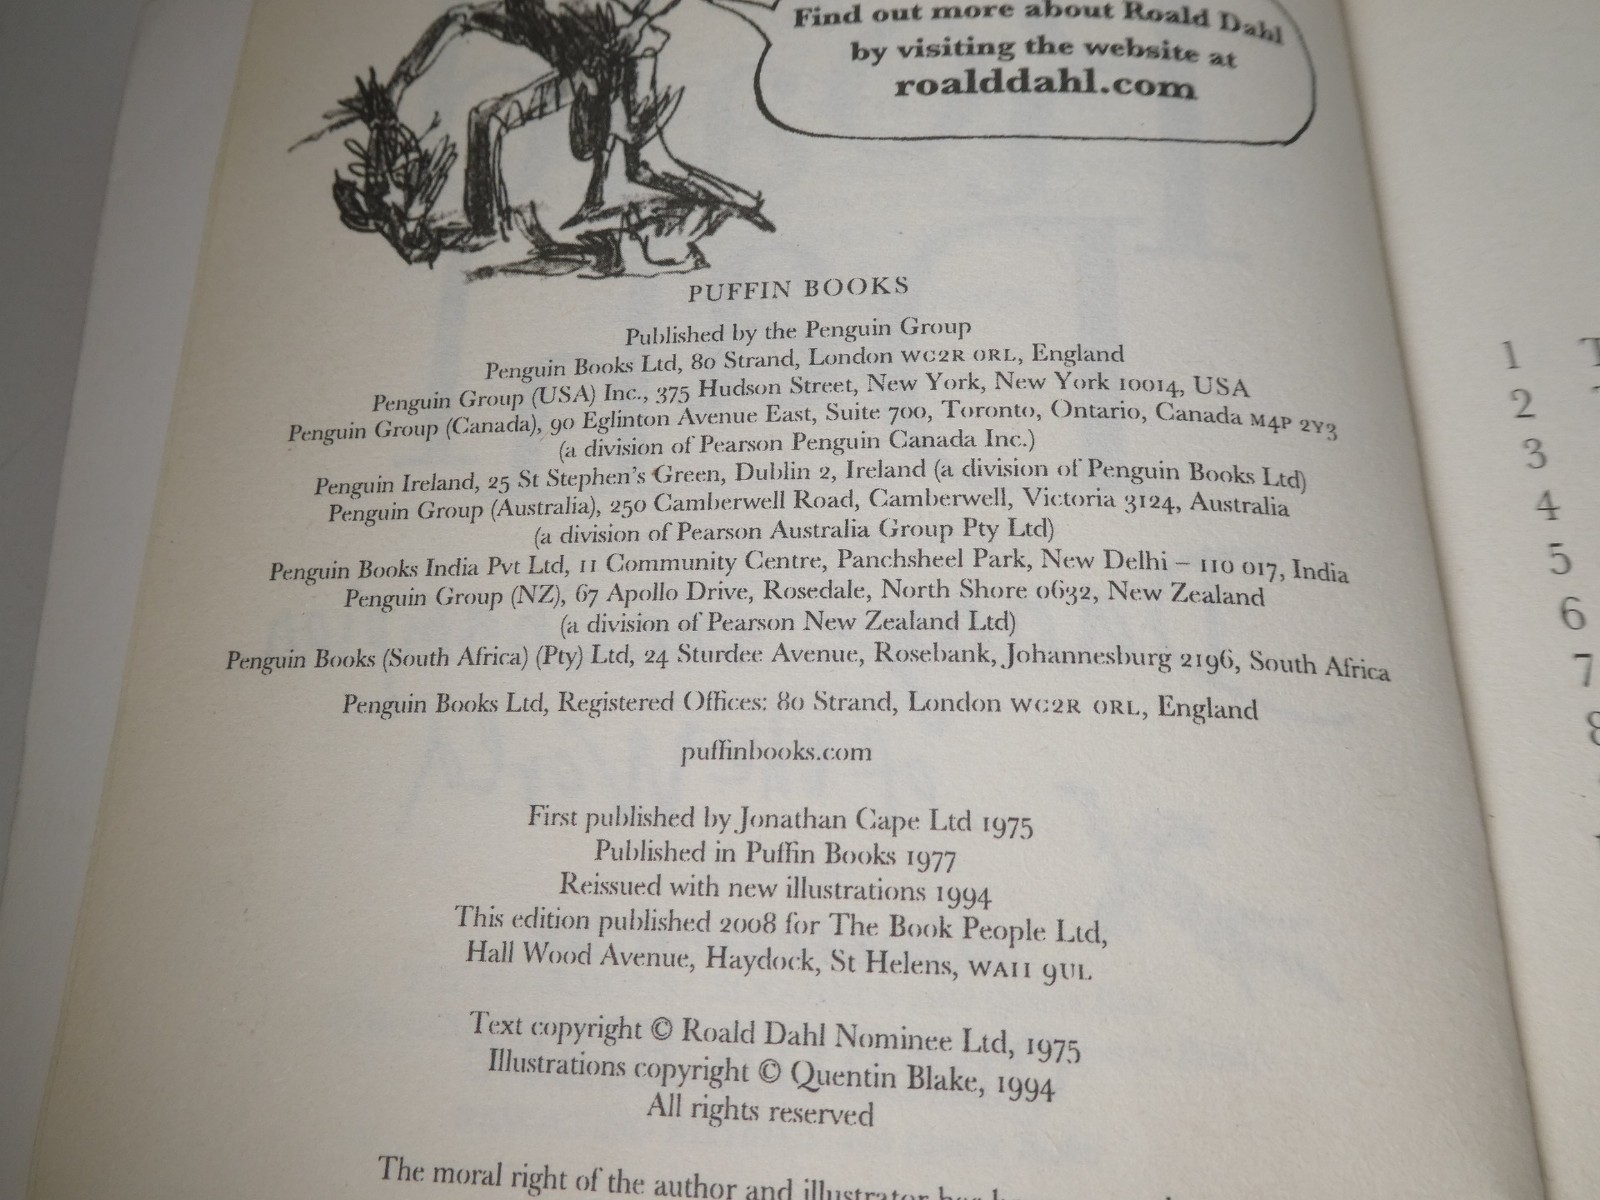 Find out more about Roald Dahl
by visiting the website at
roalddahl.com
PUFFIN BOOKS
Published by the Penguin Group
Penguin Books Ltd, 80 Strand, London WC2R 0RL, England
Penguin Group (USA) Inc., 375 Hudson Street, New York, New York 10014, USA
Penguin Group (Canada), 90 Eglinton Avenue East, Suite 700, Toronto, Ontario, Canada M4P 2Y3
(a division of Pearson Penguin Canada Inc.)
Penguin Ireland, 25 St Stephen's Green, Dublin 2, Ireland (a division of Penguin Books Ltd)
Penguin Group (Australia), 250 Camberwell Road, Camberwell, Victoria 3124, Australia
(a division of Pearson Australia Group Pty Ltd)
Penguin Books India Pvt Ltd, 11 Community Centre, Panchsheel Park, New Delhi – 110 017, India
Penguin Group (NZ), 67 Apollo Drive, Rosedale, North Shore 0632, New Zealand
(a division of Pearson New Zealand Ltd)
Penguin Books (South Africa) (Pty) Ltd, 24 Sturdee Avenue, Rosebank, Johannesburg 2196, South Africa
Penguin Books Ltd, Registered Offices: 80 Strand, London WC2R 0RL, England
puffinbooks.com
First published by Jonathan Cape Ltd 1975
Published in Puffin Books 1977
Reissued with new illustrations 1994
This edition published 2008 for The Book People Ltd,
Hall Wood Avenue, Haydock, St Helens, WA11 9UL
Text copyright © Roald Dahl Nominee Ltd, 1975
Illustrations copyright © Quentin Blake, 1994
All rights reserved
The moral right of the author and illustrator
1
2
3
4
5
6
7
8